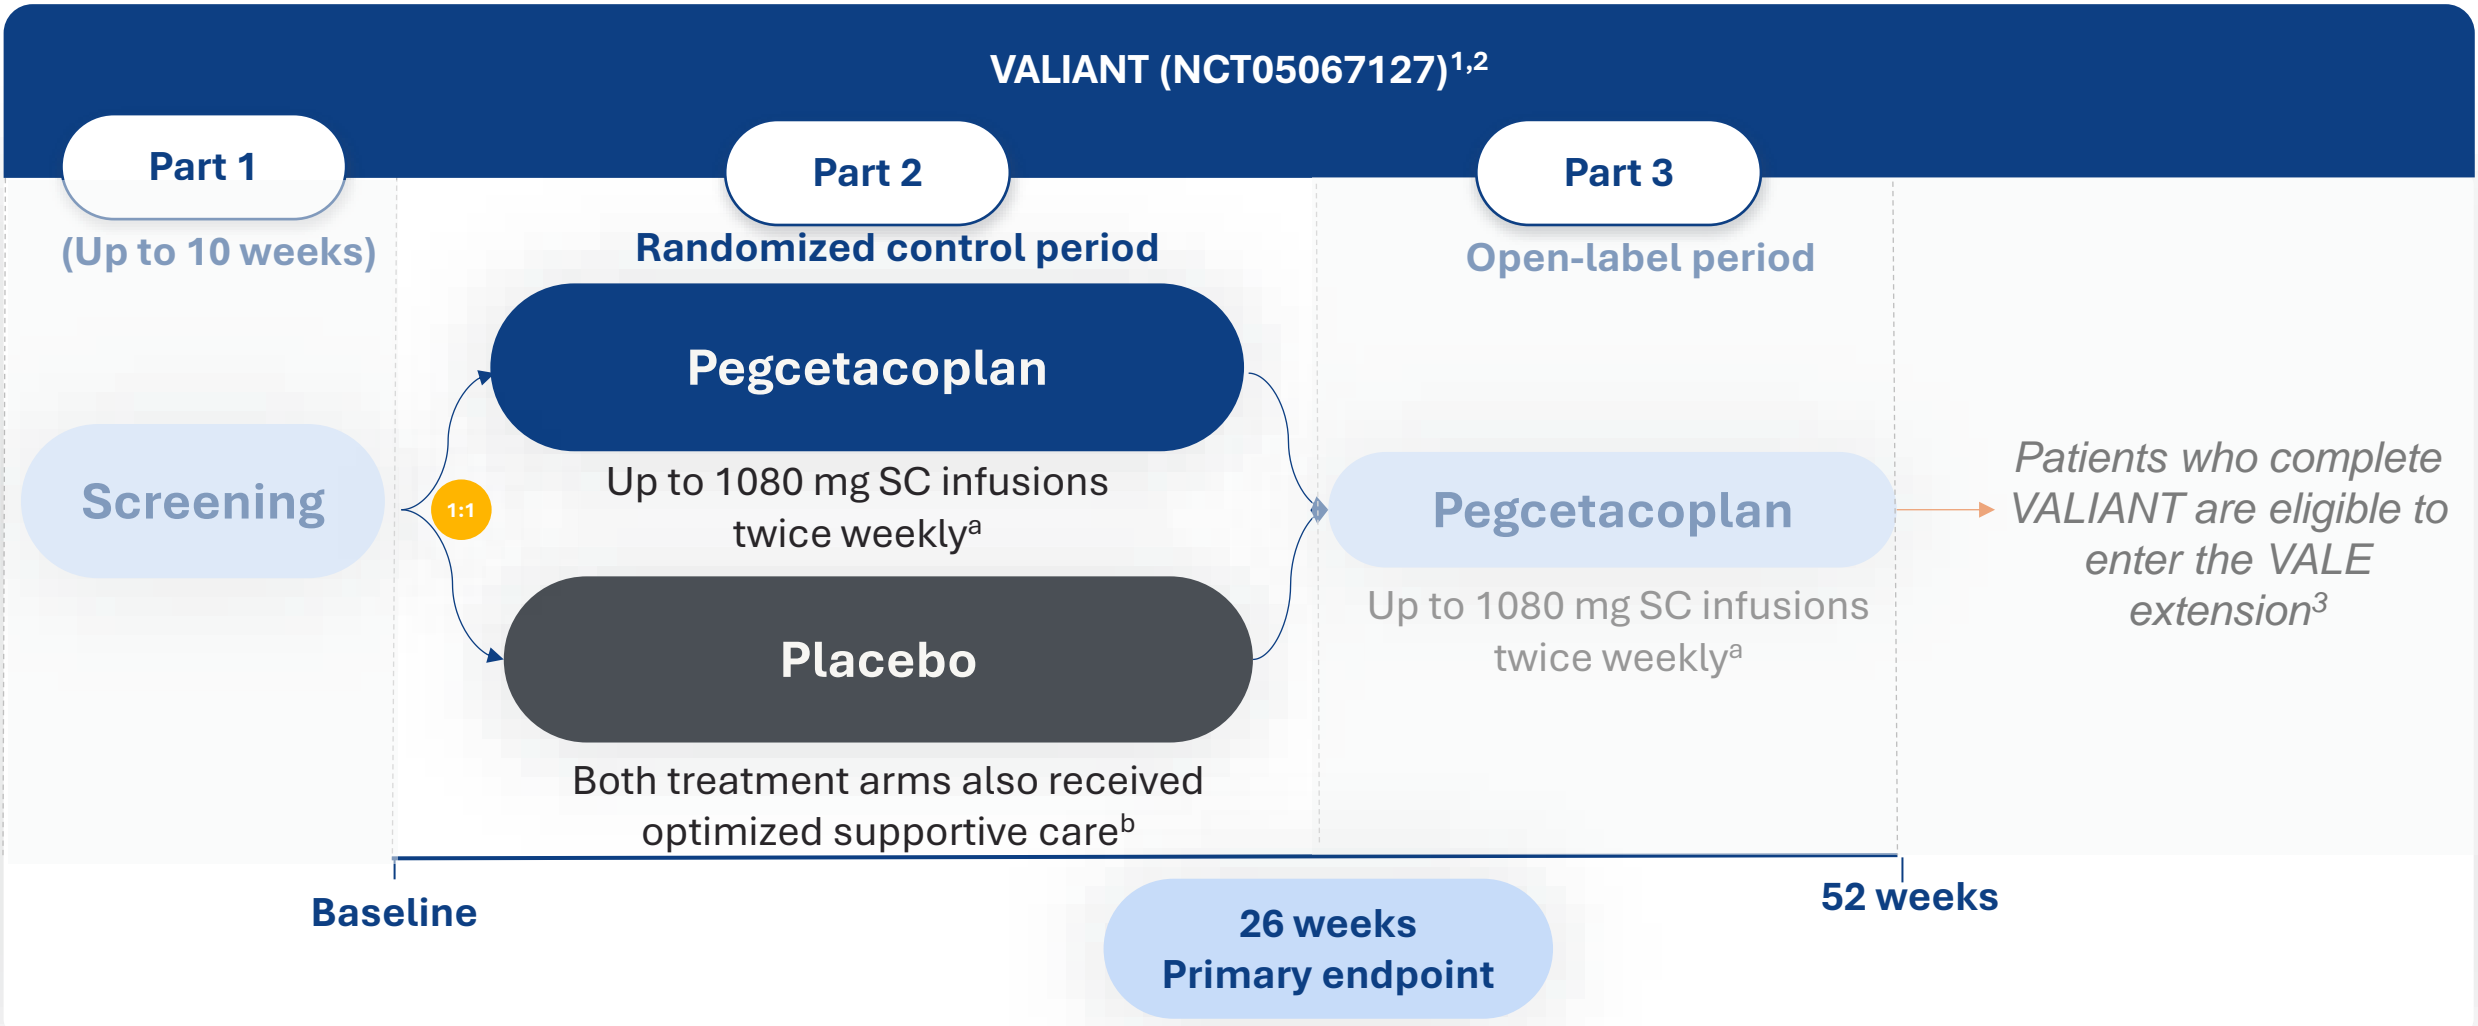 VALIANT (NCT05067127)1,2
Part 1
(Up to 10 weeks)
Screening
Part 2
Randomized control period
1:1
Pegcetacoplan
Up to 1080 mg SC infusions
twice weeklya
Placebo
Both treatment arms also received
optimized supportive careb
Part 3
Open-label period
Pegcetacoplan
Up to 1080 mg SC infusions
twice weeklya
Patients who complete
VALIANT are eligible to
enter the VALE
extension3
Baseline
26 weeks
Primary endpoint
52 weeks